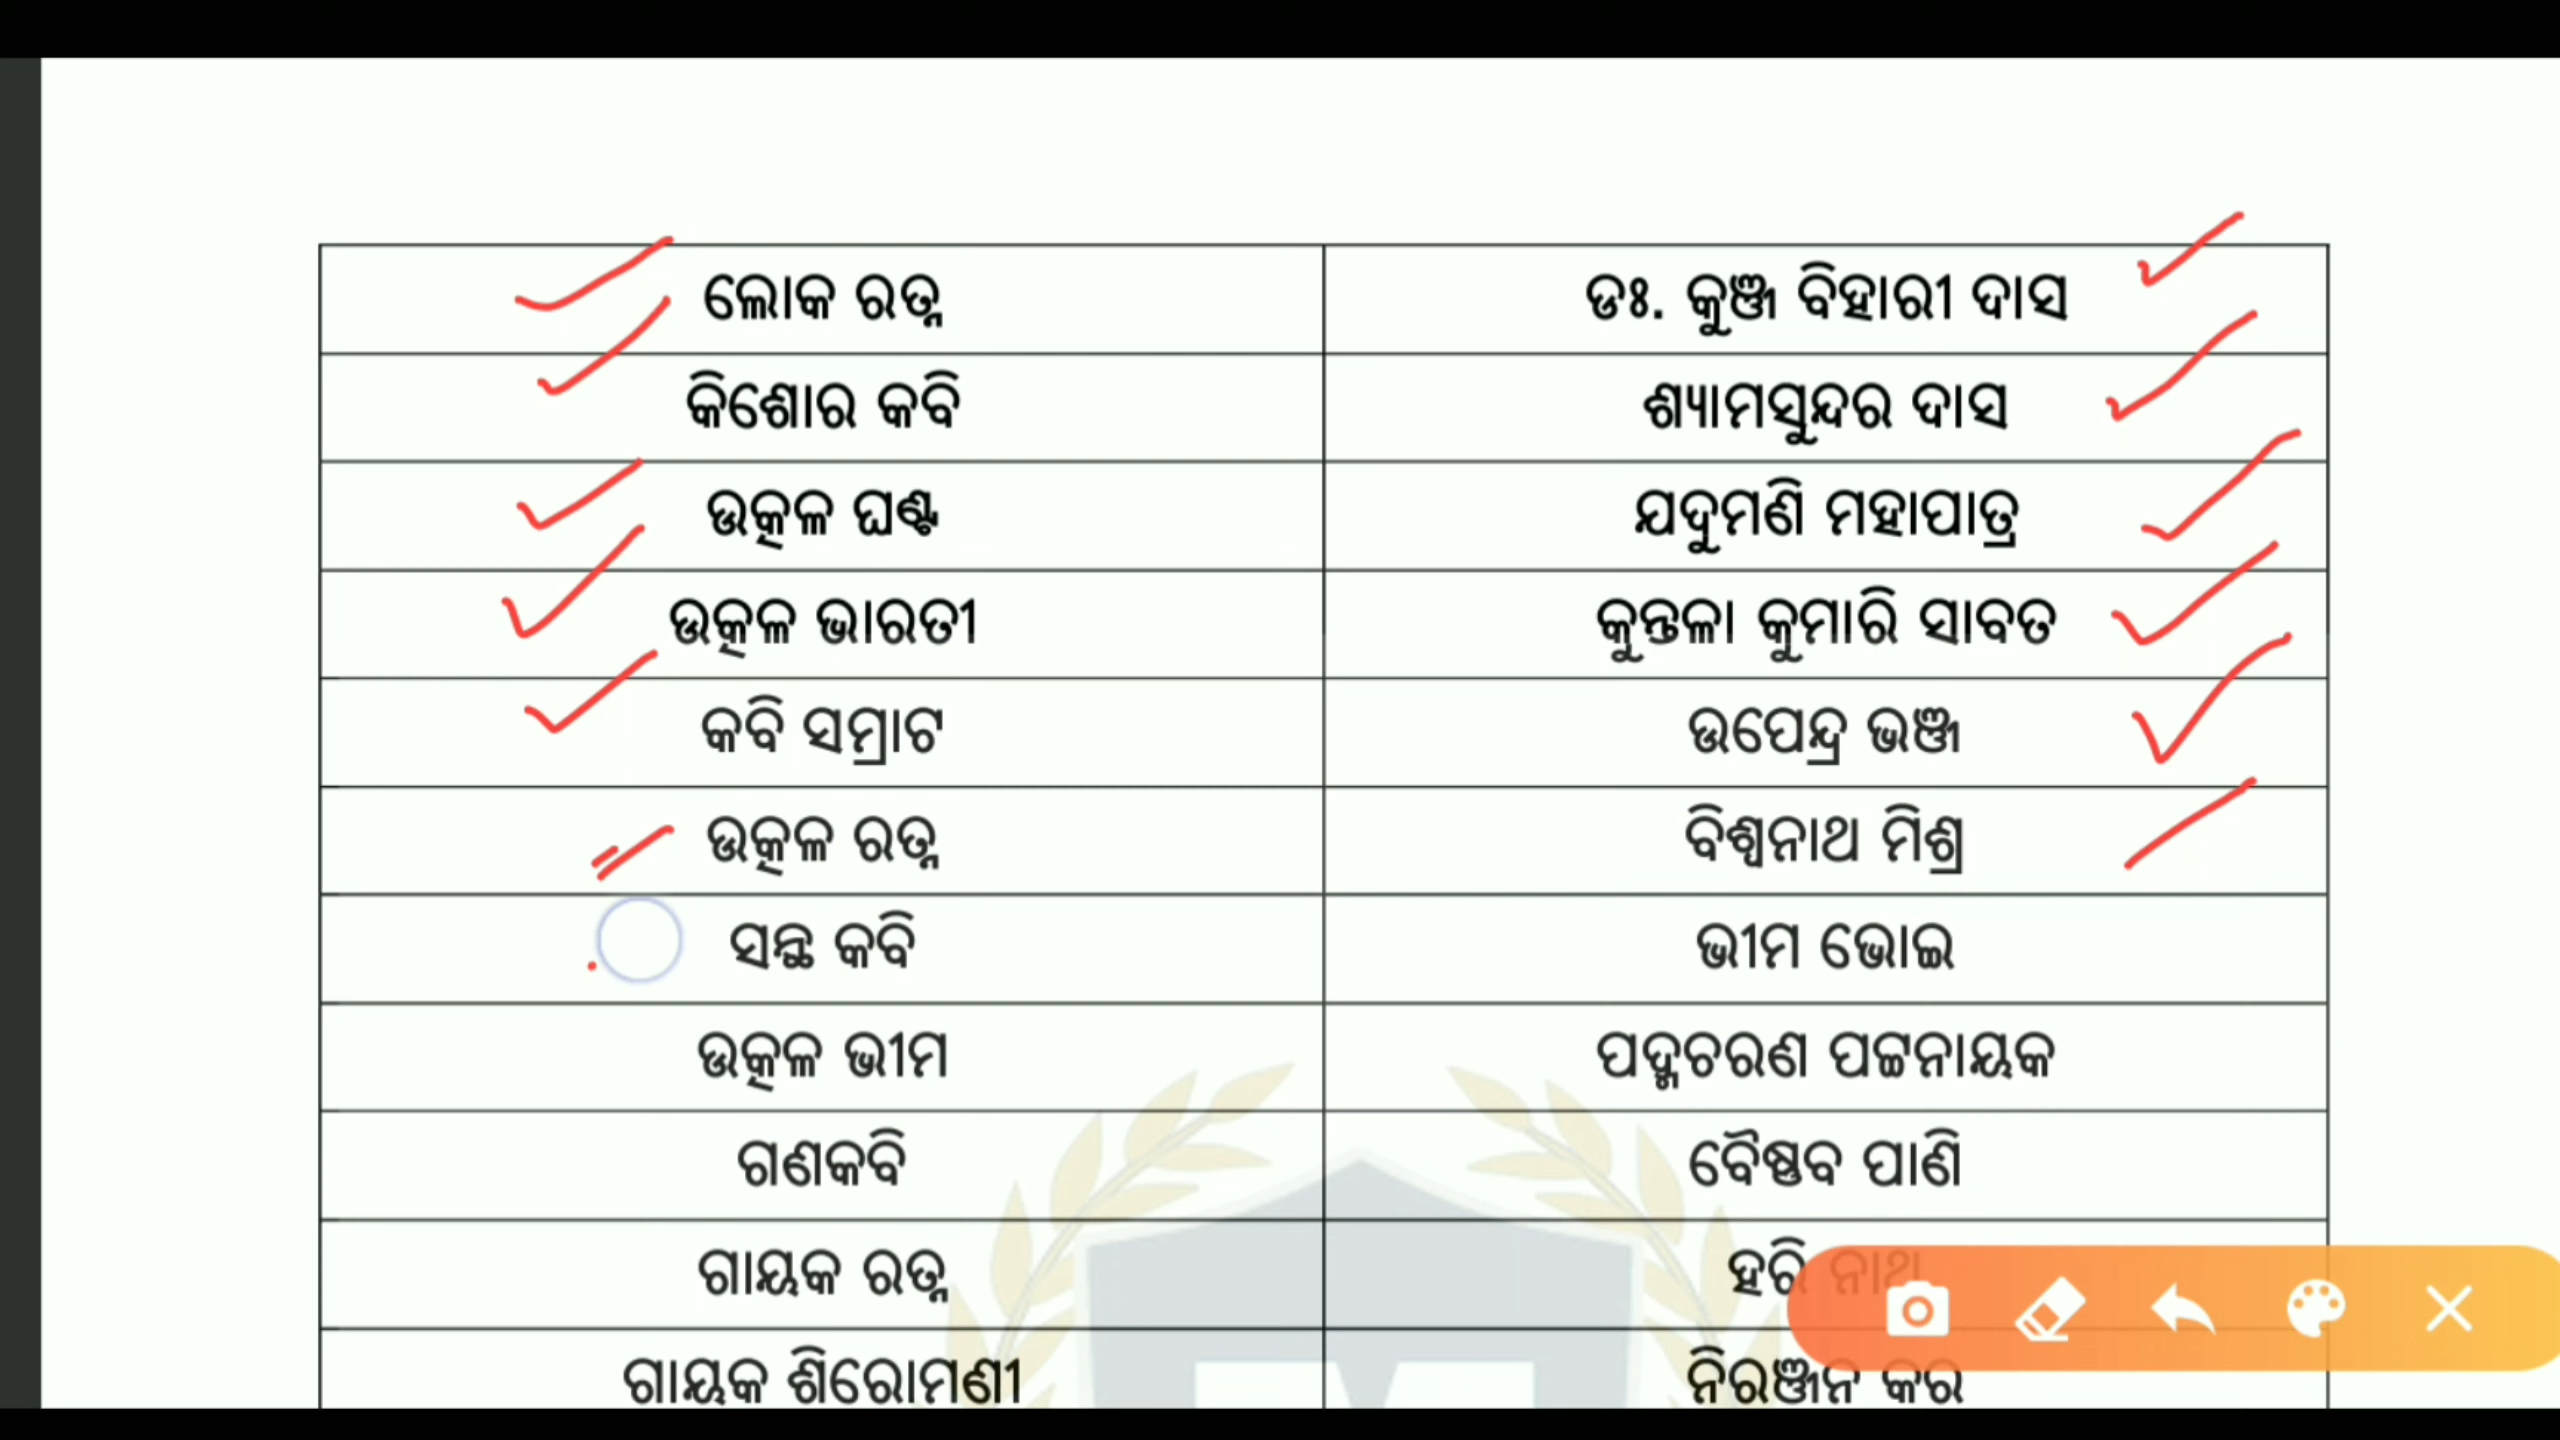 ଲୋକ ରତ୍ନ ଡଃ. କୁଞ୍ଜ ବିହାରୀ ଦାସ
କିଶୋର କବି ଶ୍ୟାମସୁନ୍ଦର ଦାସ
ଉତ୍କଳ ଘଣ୍ଟ ଯଦୁମଣି ମହାପାତ୍ର
ଉତ୍କଳ ଭାରତୀ କୁନ୍ତଳା କୁମାରି ସାବତ
କବି ସମ୍ରାଟ ଉପେନ୍ଦ୍ର ଭଞ୍ଜ
ଉତ୍କଳ ରତ୍ନ ବିଶ୍ୱନାଥ ମିଶ୍ର
ସନ୍ଥ କବି ଭୀମ ଭୋଇ
ଉତ୍କଳ ଭୀମ ପଦ୍ମଚରଣ ପଟ୍ଟନାୟକ
ଗଣକବି ବୈଷ୍ଣବ ପାଣି
ଗାୟକ ରତ୍ନ ହରି ନାଥ
ଗାୟକ ଶିରୋମଣୀ ନିରଞ୍ଜନ କର